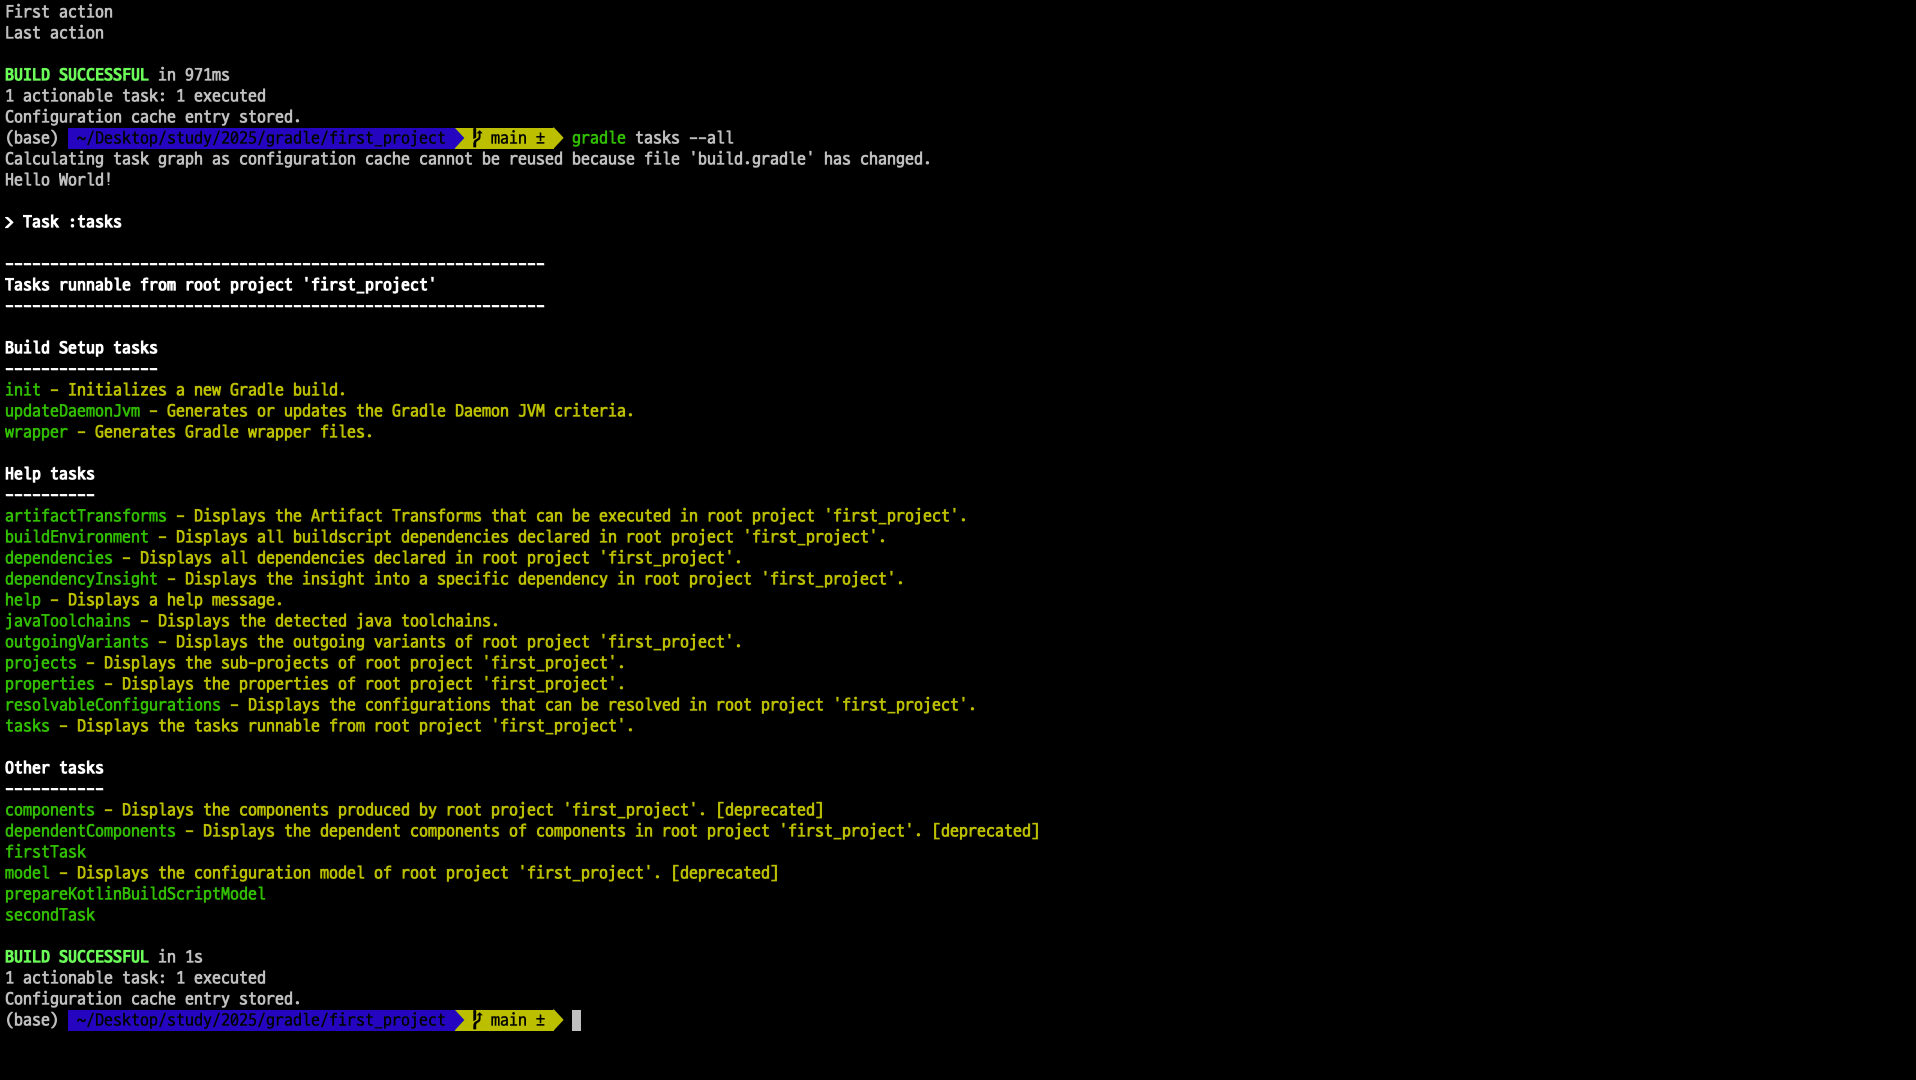 First action
Last action
BUILD SUCCESSFUL in 971ms
1 actionable task: 1 executed
Configuration cache entry stored.
(base) ~/Desktop/study/2025/gradle/first_project main ± gradle tasks --all
Calculating task graph as configuration cache cannot be reused because file 'build.gradle' has changed.
Hello World!
> Task :tasks
------------------------------------------------------------
Tasks runnable from root project 'first_project'
------------------------------------------------------------
Build Setup tasks
-----------------
init - Initializes a new Gradle build.
updateDaemonJvm - Generates or updates the Gradle Daemon JVM criteria.
wrapper - Generates Gradle wrapper files.
Help tasks
----------
artifactTransforms - Displays the Artifact Transforms that can be executed in root project 'first_project'.
buildEnvironment - Displays all buildscript dependencies declared in root project 'first_project'.
dependencies - Displays all dependencies declared in root project 'first_project'.
dependencyInsight - Displays the insight into a specific dependency in root project 'first_project'.
help - Displays a help message.
javaToolchains - Displays the detected java toolchains.
outgoingVariants - Displays the outgoing variants of root project 'first_project'.
projects - Displays the sub-projects of root project 'first_project'.
properties - Displays the properties of root project 'first_project'.
resolvableConfigurations - Displays the configurations that can be resolved in root project 'first_project'.
tasks - Displays the tasks runnable from root project 'first_project'.
Other tasks
-----------
components - Displays the components produced by root project 'first_project'. [deprecated]
dependentComponents - Displays the dependent components of components in root project 'first_project'. [deprecated]
firstTask
model - Displays the configuration model of root project 'first_project'. [deprecated]
prepareKotlinBuildScriptModel
secondTask
BUILD SUCCESSFUL in 1s
1 actionable task: 1 executed
Configuration cache entry stored.
(base) ~/Desktop/study/2025/gradle/first_project main ±